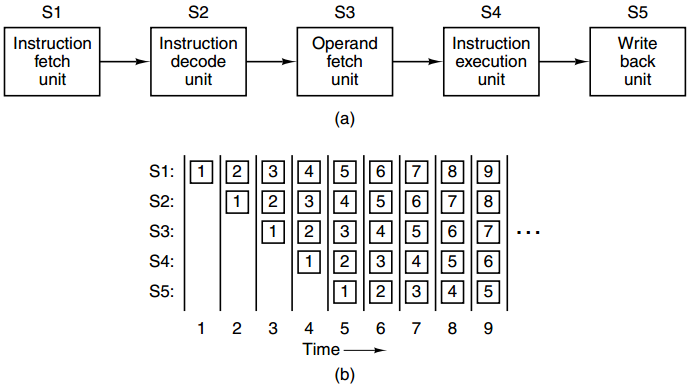 S1 S2 S3 S4 S5
Instruction fetch unit Instruction decode unit Operand fetch unit Instruction execution unit Write back unit
(a)
S1: 1 2 3 4 5 6 7 8 9
S2: 1 2 3 4 5 6 7 8
S3: 1 2 3 4 5 6 7 ...
S4: 1 2 3 4 5 6
S5: 1 2 3 4 5
1 2 3 4 5 6 7 8 9
Time
(b)